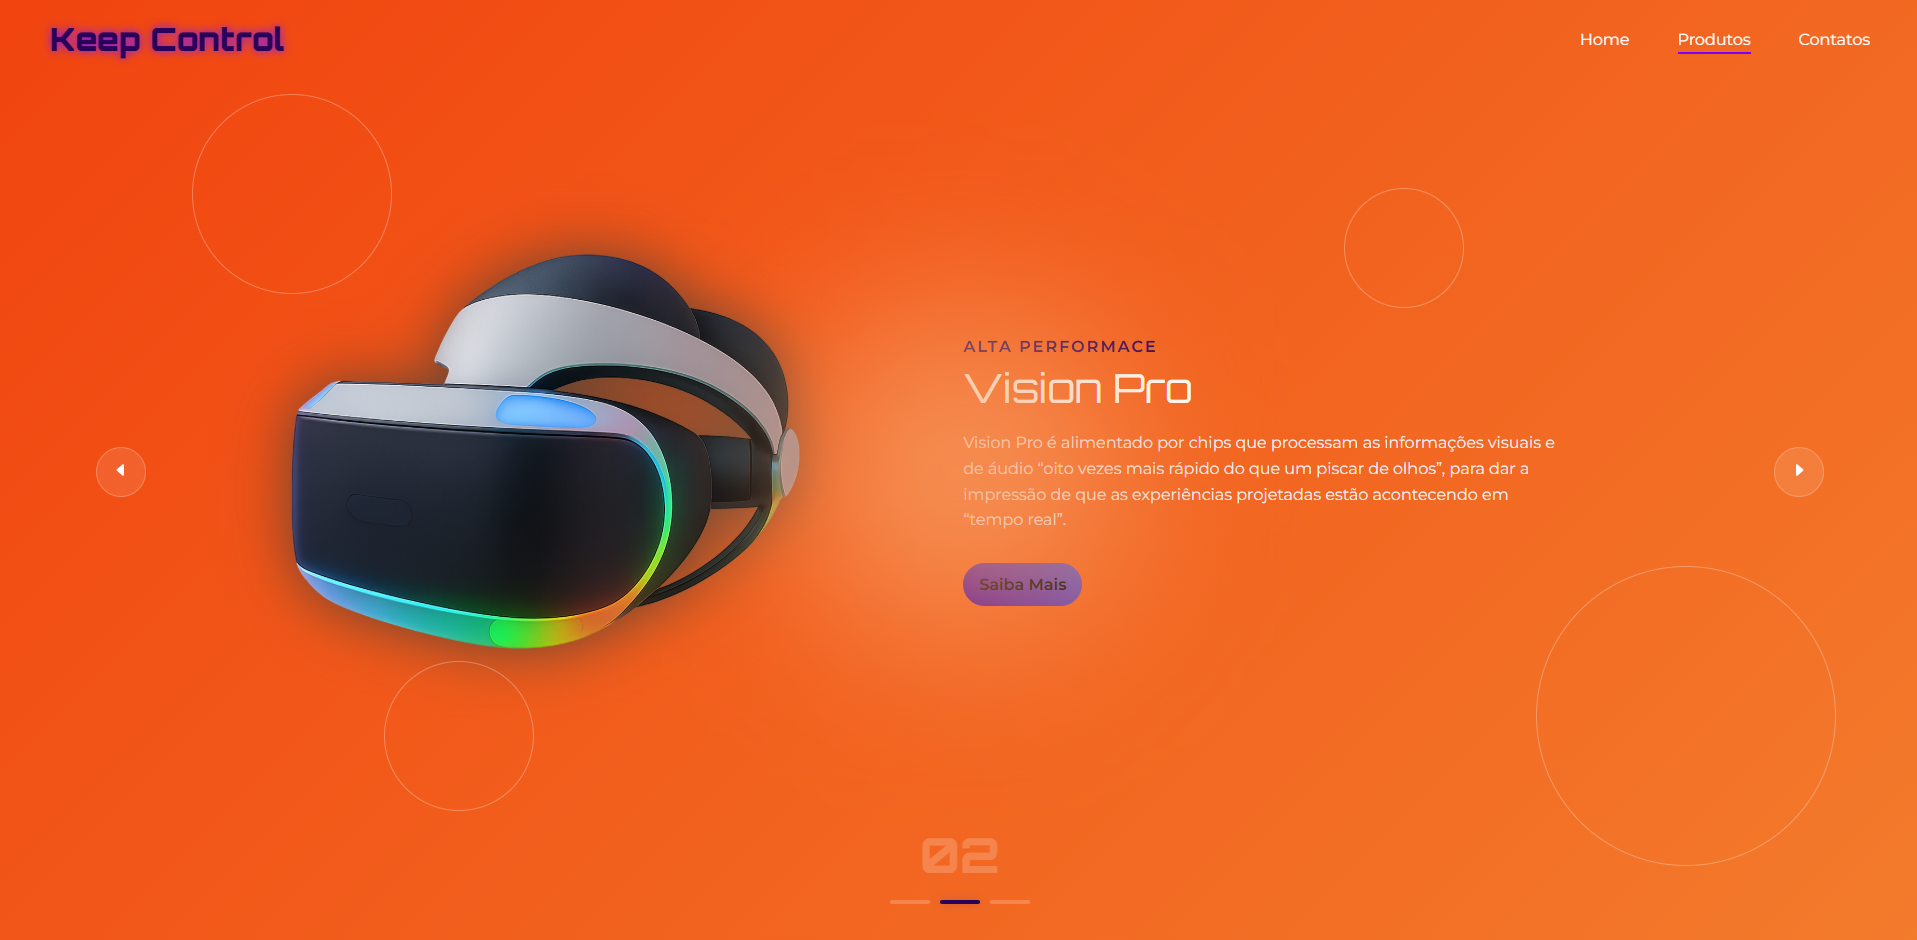 Keep Control
Home
Produtos
Contatos
ALTA PERFORMACE
Vision Pro
Vision Pro é alimentado por chips que processam as informações visuais e
de áudio “oito vezes mais rápido do que um piscar de olhos”, para dar a
impressão de que as experiências projetadas estão acontecendo em
“tempo real”.
Saiba Mais
02